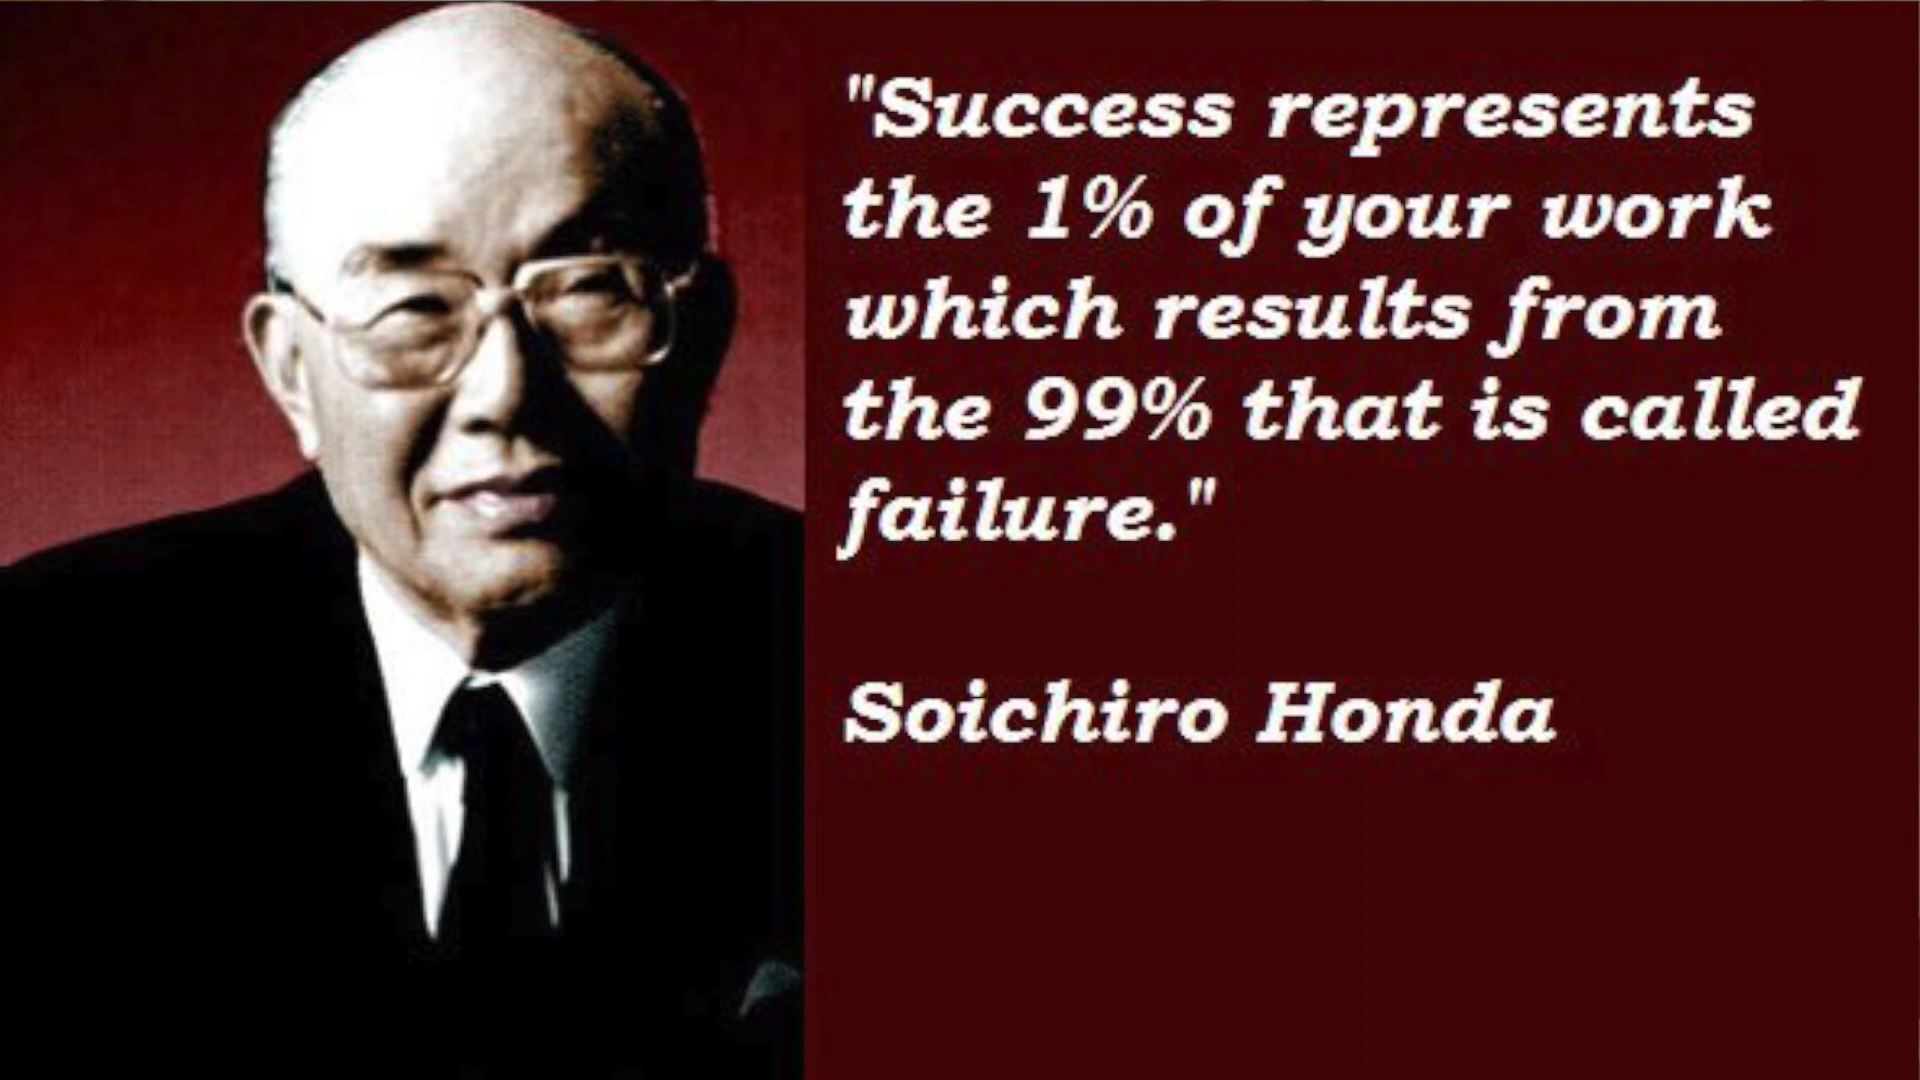 "Success represents
the 1% of your work
which results from
the 99% that is called
failure."
Soichiro Honda